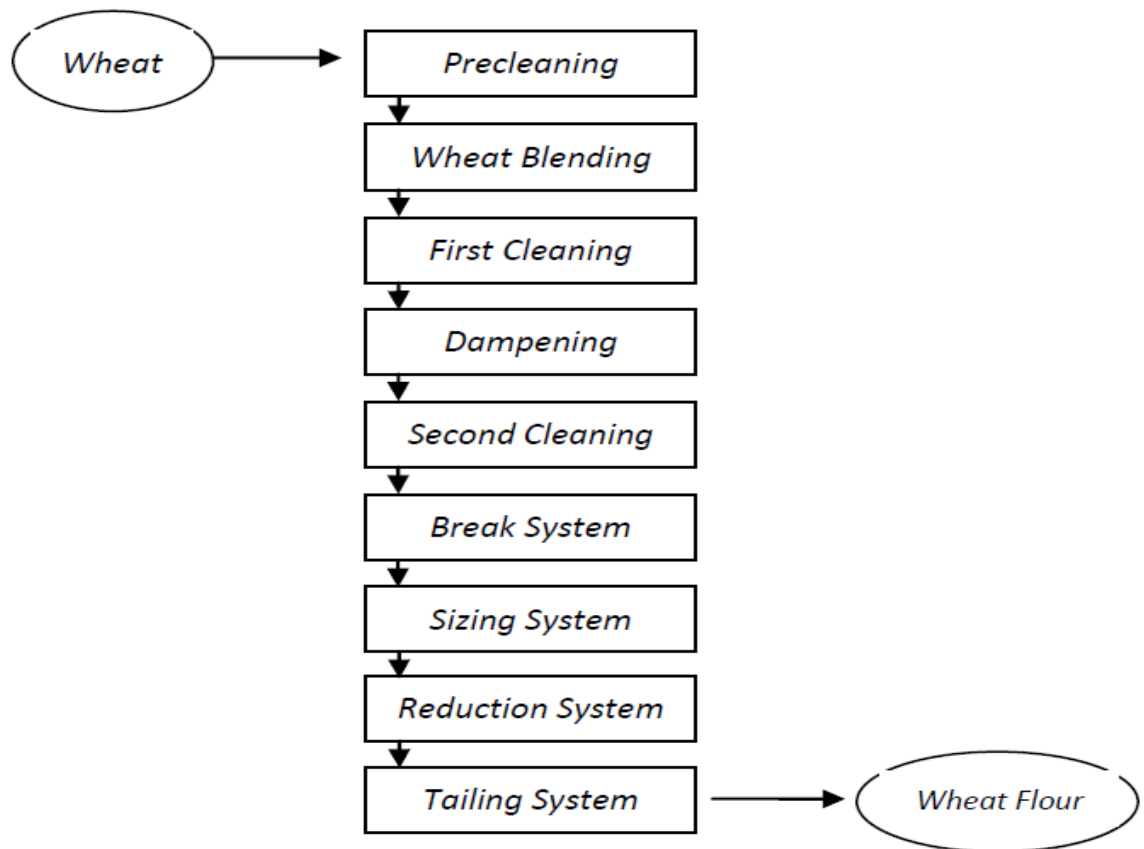 Wheat
Precleaning
Wheat Blending
First Cleaning
Dampening
Second Cleaning
Break System
Sizing System
Reduction System
Tailing System
Wheat Flour